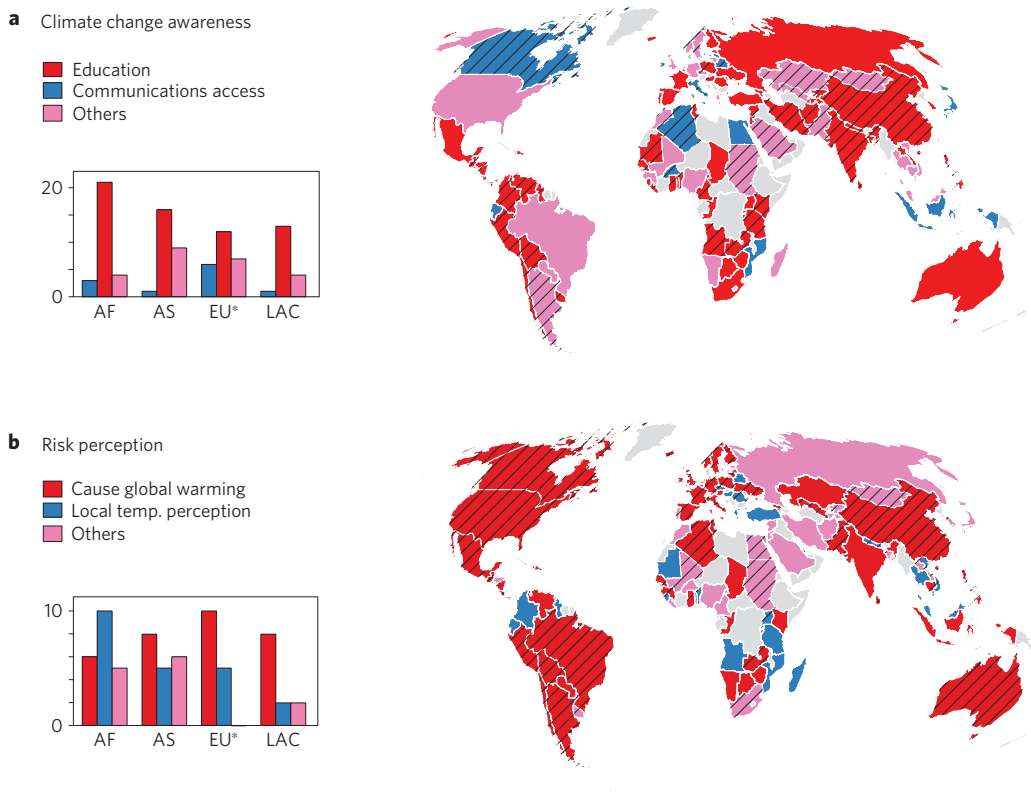 a Climate change awareness
Education
Communications access
Others
20
0
AF AS EU* LAC
b Risk perception
Cause global warming
Local temp. perception
Others
10
0
AF AS EU* LAC